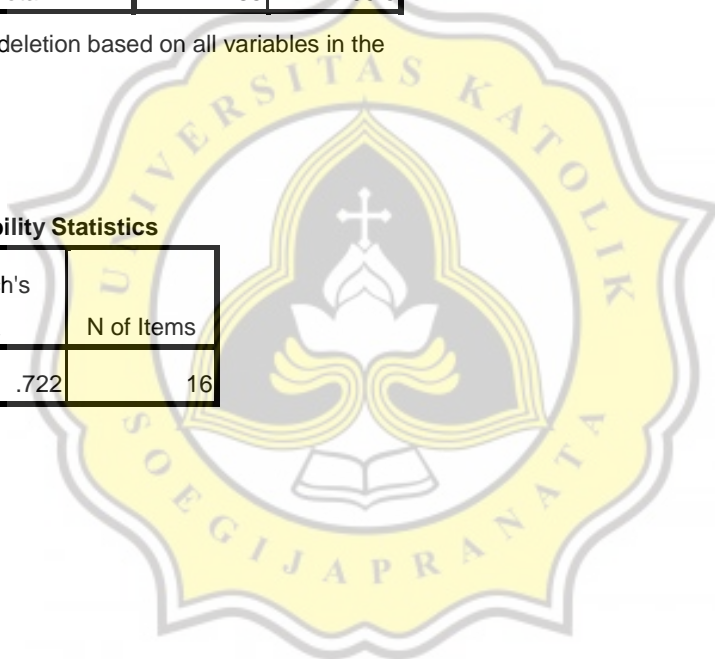 deletion based on all variables in the
UNIVERSITAS KATOLIK
bility Statistics
h's
N of Items
.722 16
SOEGIJAPRANATA